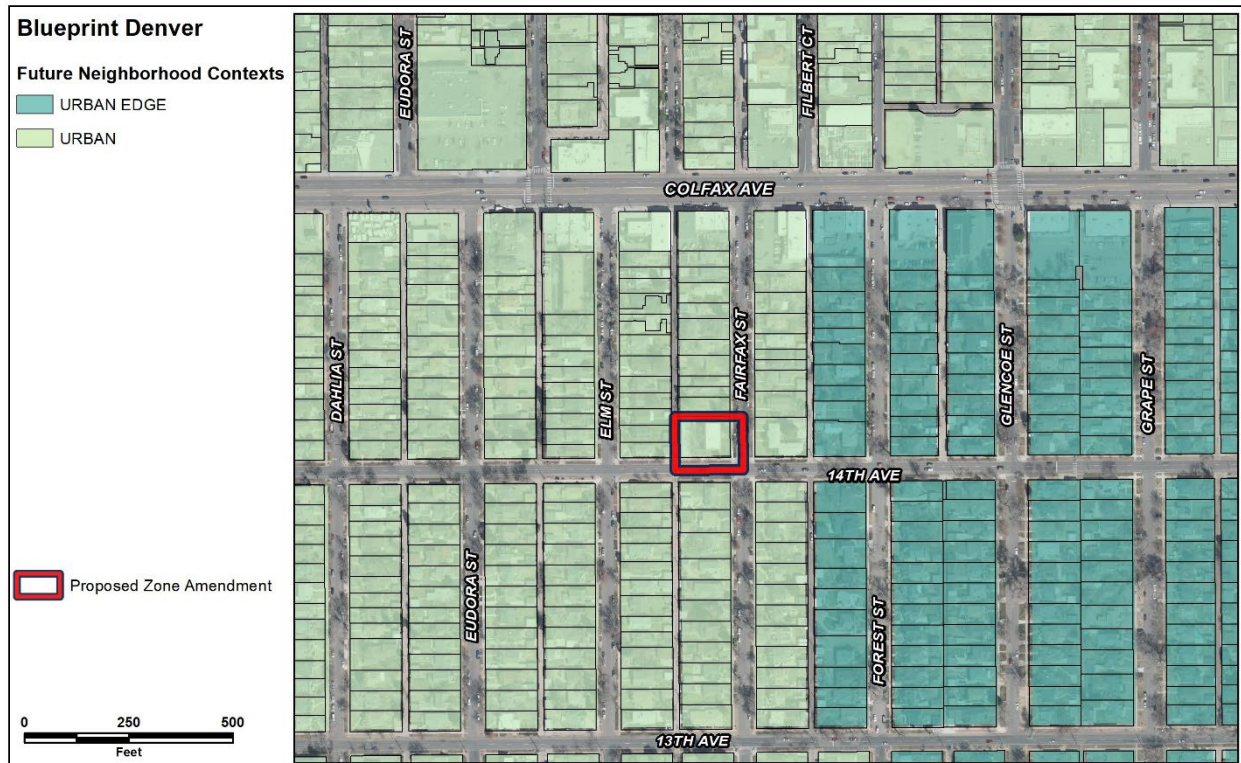 Blueprint Denver
Future Neighborhood Contexts
URBAN EDGE
URBAN
Proposed Zone Amendment
0 250 500
Feet
EUDORA ST
FILBERT CT
COLFAX AVE
DAHLIA ST
ELM ST
FAIRFAX ST
GLENCOE ST
GRAPE ST
14TH AVE
EUDORA ST
FOREST ST
13TH AVE